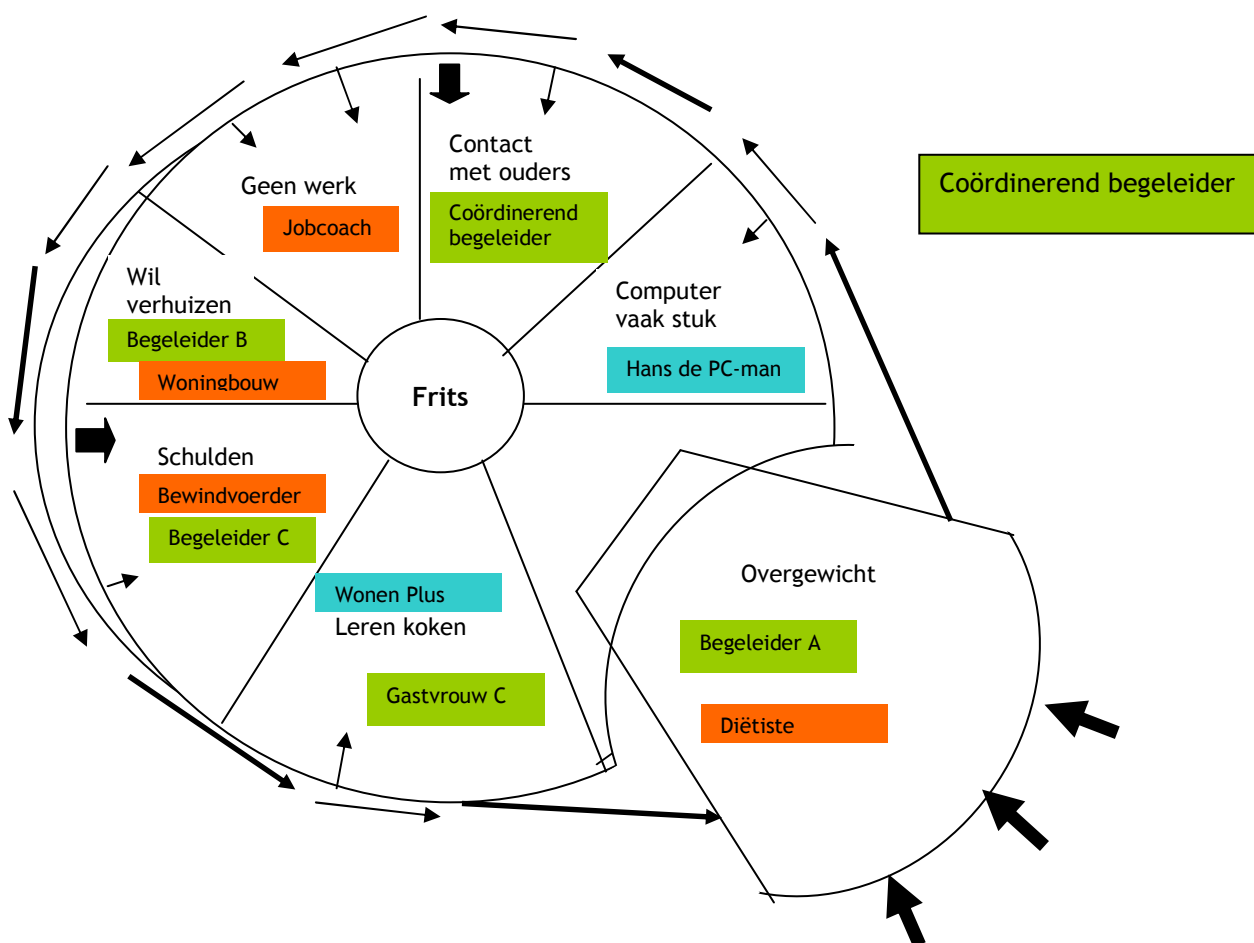 Coördinerend begeleider
Contact
met ouders
Coördinerend
begeleider
Geen werk
Jobcoach
Wil
verhuizen
Begeleider B
Woningbouw
Computer
vaak stuk
Hans de PC-man
Frits
Schulden
Bewindvoerder
Begeleider C
Wonen Plus
Leren koken
Gastvrouw C
Overgewicht
Begeleider A
Diëtiste